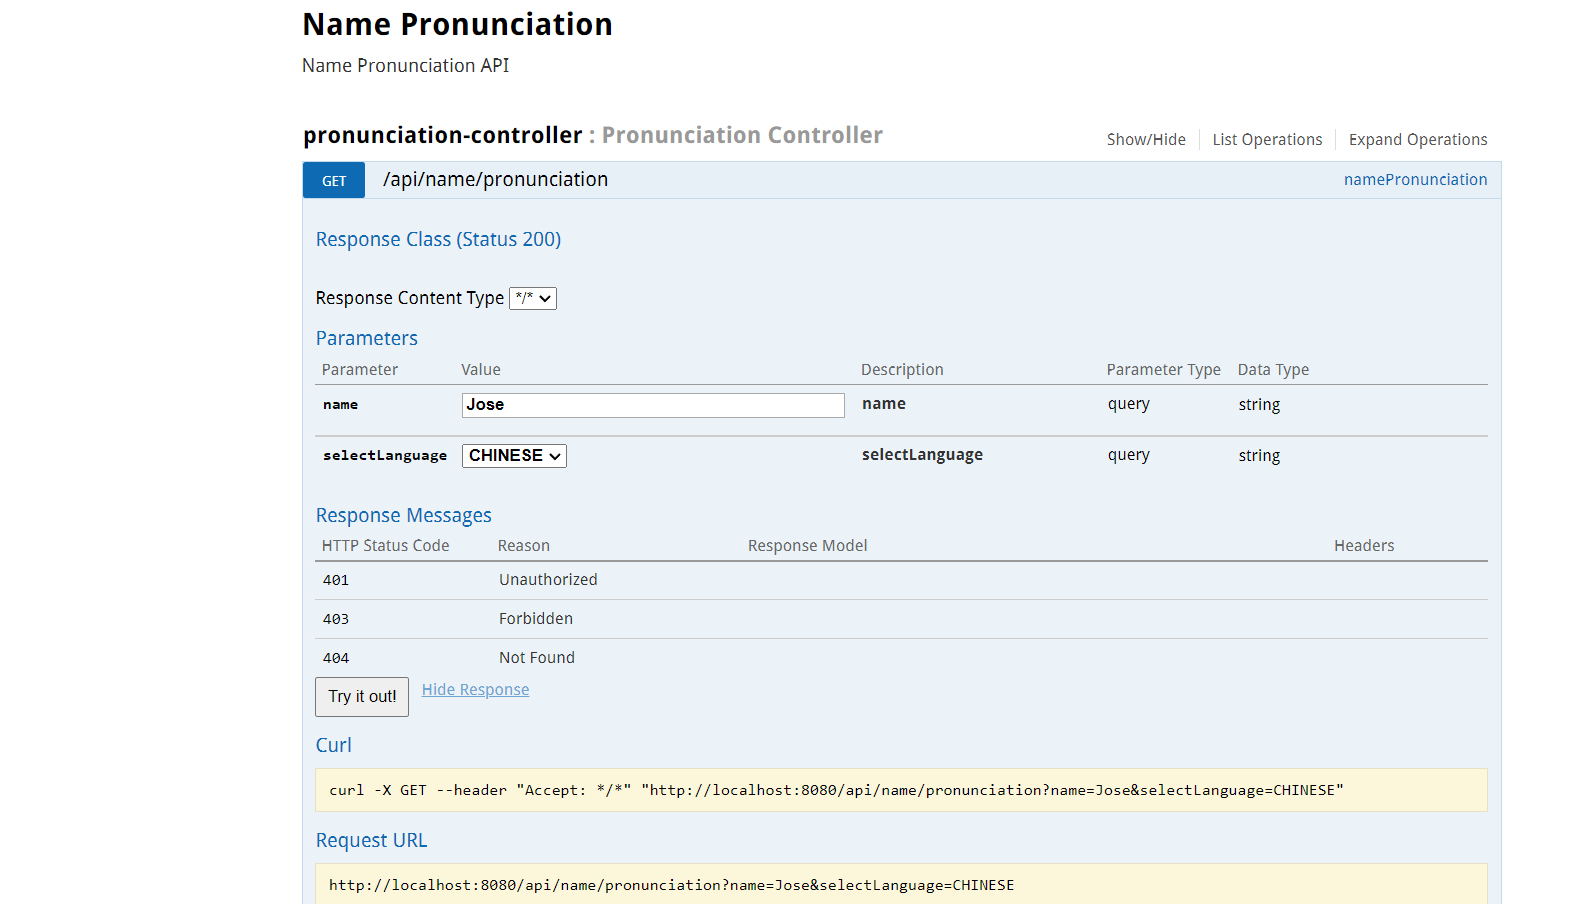 Name Pronunciation
Name Pronunciation API
pronunciation-controller : Pronunciation Controller
Show/Hide List Operations Expand Operations
GET /api/name/pronunciation namePronunciation
Response Class (Status 200)
Response Content Type */*
Parameters
Parameter Value Description Parameter Type Data Type
name Jose name query string
selectLanguage CHINESE selectLanguage query string
Response Messages
HTTP Status Code Reason Response Model Headers
401 Unauthorized
403 Forbidden
404 Not Found
Try it out! Hide Response
Curl
curl -X GET --header "Accept: */*" "http://localhost:8080/api/name/pronunciation?name=Jose&selectLanguage=CHINESE"
Request URL
http://localhost:8080/api/name/pronunciation?name=Jose&selectLanguage=CHINESE